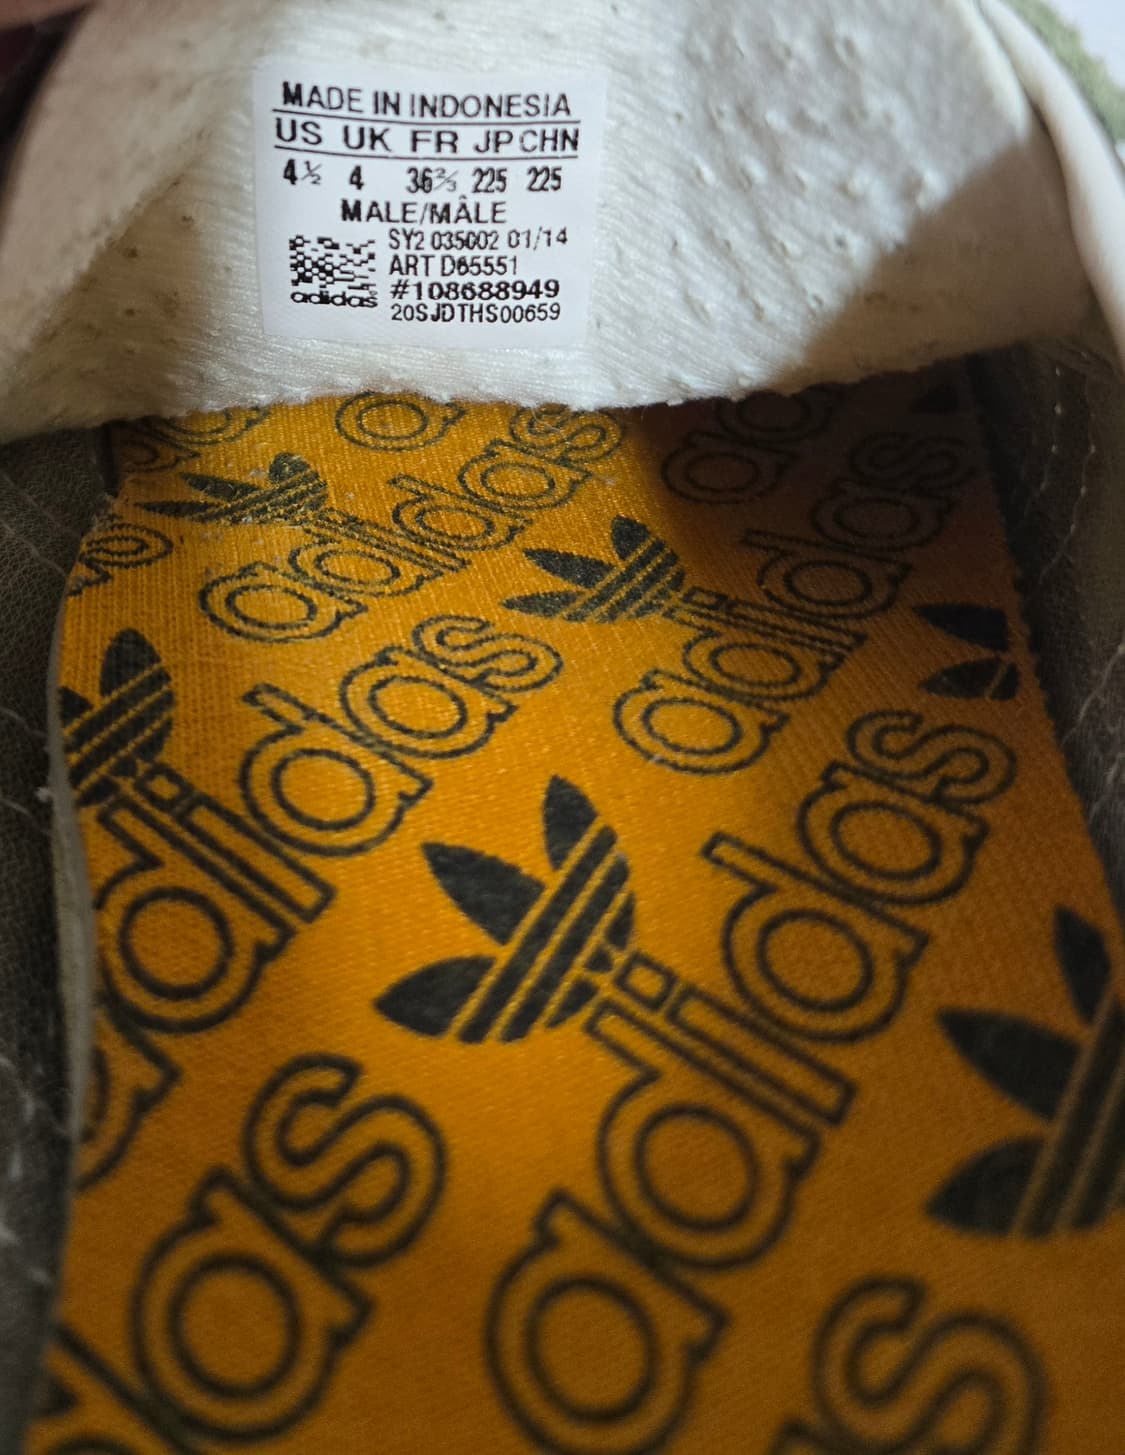 MADE IN INDONESIA
US UK FR JP CHN
4½ 4 36⅔ 225 225
MALE/MÂLE
SY2 035002 01/14
ART D65551
#108688949
20SJDTHS00659
adidas
adidas
adidas
adidas
adidas
adidas